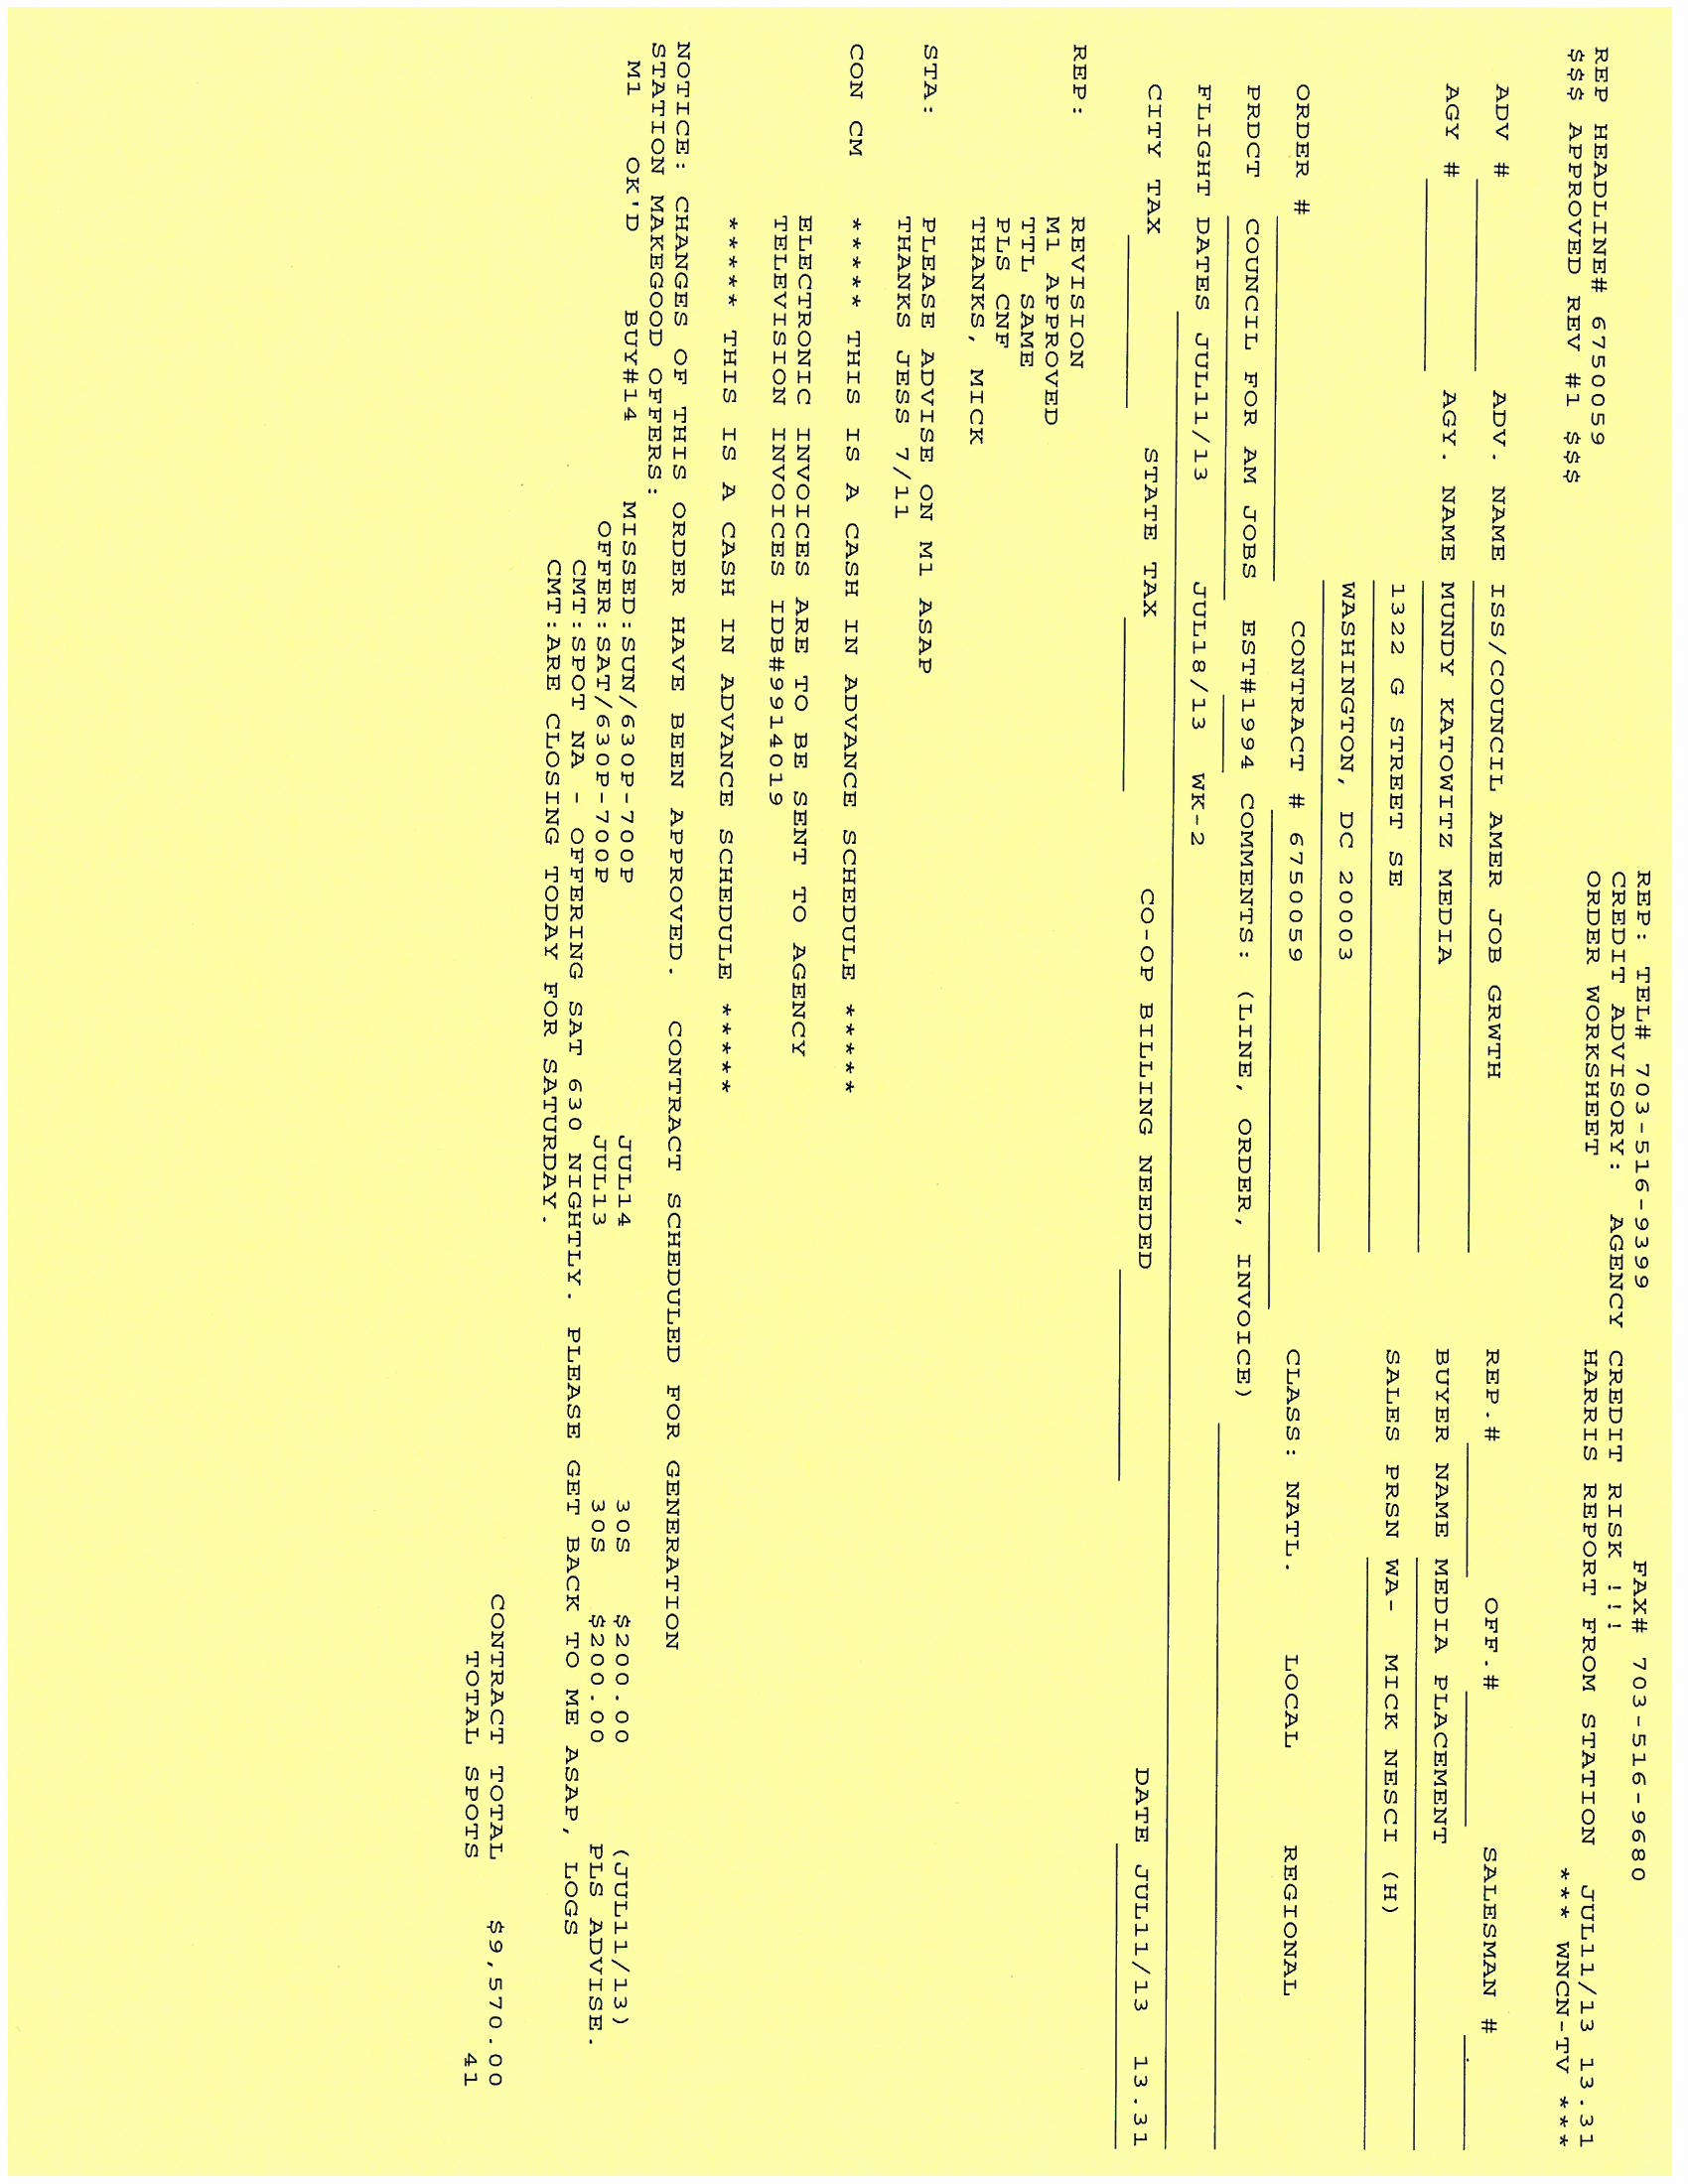 REP: TEL# 703-516-9399 FAX# 703-516-9680
CREDIT ADVISORY: AGENCY CREDIT RISK !!!
REP HEADLINE# 6750059 ORDER WORKSHEET HARRIS REPORT FROM STATION JUL11/13 13.31
$$$ APPROVED REV #1 $$$ *** WNCN-TV ***
ADV # ADV. NAME ISS/COUNCIL AMER JOB GRWTH REP.# OFF.# SALESMAN #
AGY # AGY. NAME MUNDY KATOWITZ MEDIA BUYER NAME MEDIA PLACEMENT
1322 G STREET SE SALES PRSN WA- MICK NESCI (H)
WASHINGTON, DC 20003
ORDER # CONTRACT # 6750059 CLASS: NATL. LOCAL REGIONAL
PRDCT COUNCIL FOR AM JOBS EST#1994 COMMENTS: (LINE, ORDER, INVOICE)
FLIGHT DATES JUL11/13 JUL18/13 WK-2
CITY TAX STATE TAX CO-OP BILLING NEEDED DATE JUL11/13 13.31
REP: REVISION
M1 APPROVED
TTL SAME
PLS CNF
THANKS, MICK
STA: PLEASE ADVISE ON M1 ASAP
THANKS JESS 7/11
CON CM ***** THIS IS A CASH IN ADVANCE SCHEDULE *****
ELECTRONIC INVOICES ARE TO BE SENT TO AGENCY
TELEVISION INVOICES IDB#9914019
***** THIS IS A CASH IN ADVANCE SCHEDULE *****
NOTICE: CHANGES OF THIS ORDER HAVE BEEN APPROVED. CONTRACT SCHEDULED FOR GENERATION
STATION MAKEGOOD OFFERS:
M1 OK'D BUY#14 MISSED:SUN/630P-700P JUL14 30S $200.00 (JUL11/13)
OFFER:SAT/630P-700P JUL13 30S $200.00 PLS ADVISE.
CMT:SPOT NA - OFFERING SAT 630 NIGHTLY. PLEASE GET BACK TO ME ASAP, LOGS
CMT:ARE CLOSING TODAY FOR SATURDAY.
CONTRACT TOTAL $9,570.00
TOTAL SPOTS 41